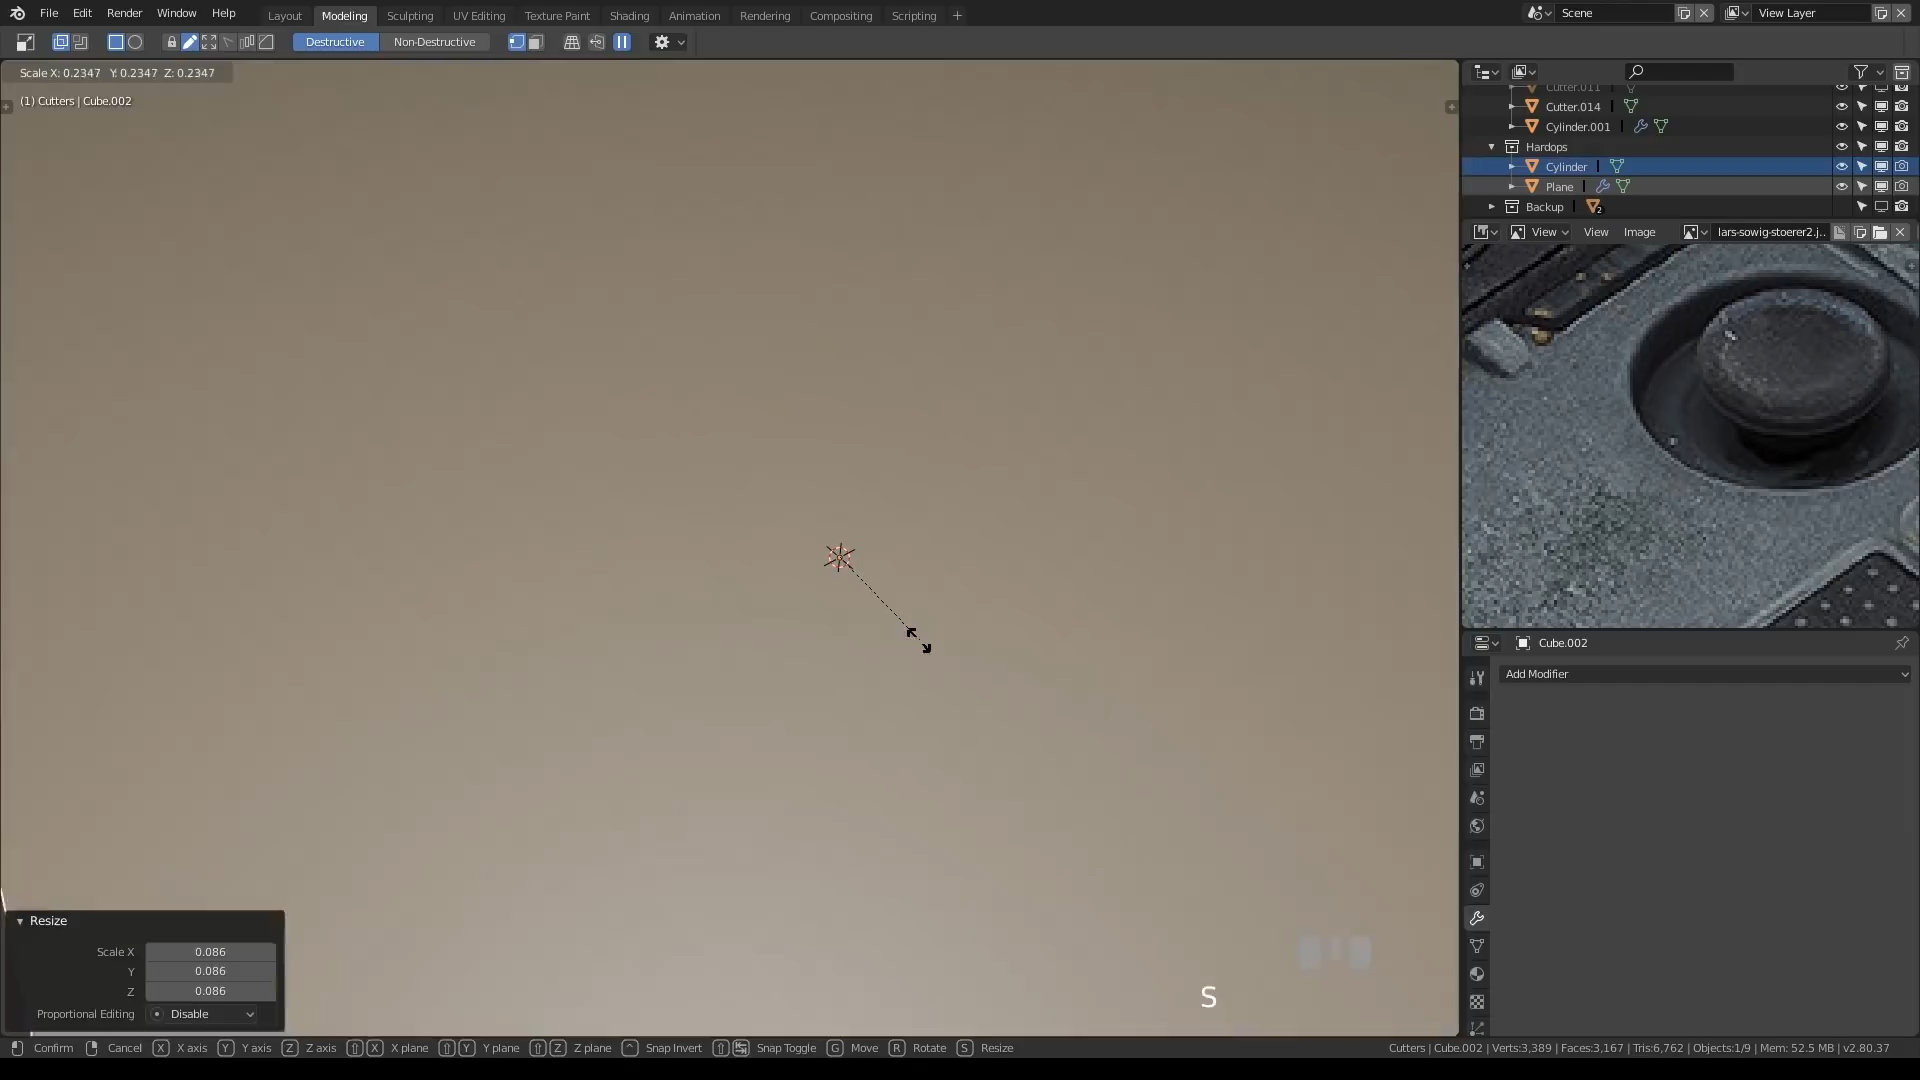 File Edit Render Window Help Layout Modeling Sculpting UV Editing Texture Paint Shading Animation Rendering Compositing Scripting + Scene View Layer
Destructive Non-Destructive
Scale X: 0.2347 Y: 0.2347 Z: 0.2347
(1) Cutters | Cube.002
Cutter.011
Cutter.014
Cylinder.001
Hardops
Cylinder
Plane
Backup 2
View View Image lars-sowig-stoerer2.j..
Cube.002
Add Modifier
Resize
Scale X 0.086
Y 0.086
Z 0.086
Proportional Editing Disable
S
Confirm Cancel X X axis Y Y axis Z Z axis X X plane Y Y plane Z Z plane ^ Snap Invert Snap Toggle G Move R Rotate S Resize
Cutters | Cube.002 | Verts:3,389 | Faces:3,167 | Tris:6,762 | Objects:1/9 | Mem: 52.5 MB | v2.80.37